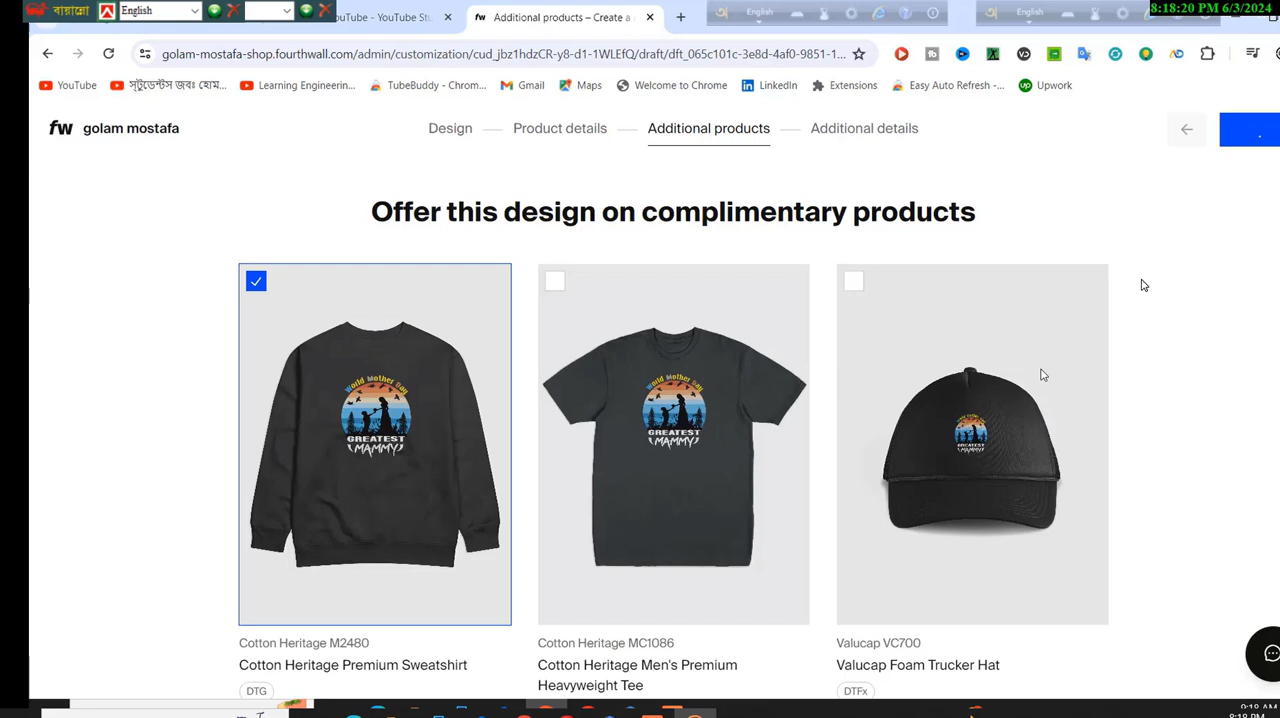 বায়ান্নো English 8:18:20 PM 6/3/2024
YouTube - YouTube St Additional products – Create a English
golam-mostafa-shop.fourthwall.com/admin/customization/cud_jbz1hdzCR-y8-d1-1WLEfQ/draft/dft_065c101c-3e8d-4af0-9851-1...
YouTube স্টুডেন্টস জবঃ হোম... Learning Engineerin... TubeBuddy - Chrom... Gmail Maps Welcome to Chrome LinkedIn Extensions Easy Auto Refresh -... Upwork
fw golam mostafa Design Product details Additional products Additional details
Offer this design on complimentary products
World Mother Day
GREATEST
MAMMY
World Mother Day
GREATEST
MAMMY
GREATEST
MAMMY
Cotton Heritage M2480
Cotton Heritage Premium Sweatshirt
DTG
Cotton Heritage MC1086
Cotton Heritage Men's Premium
Heavyweight Tee
Valucap VC700
Valucap Foam Trucker Hat
DTFx